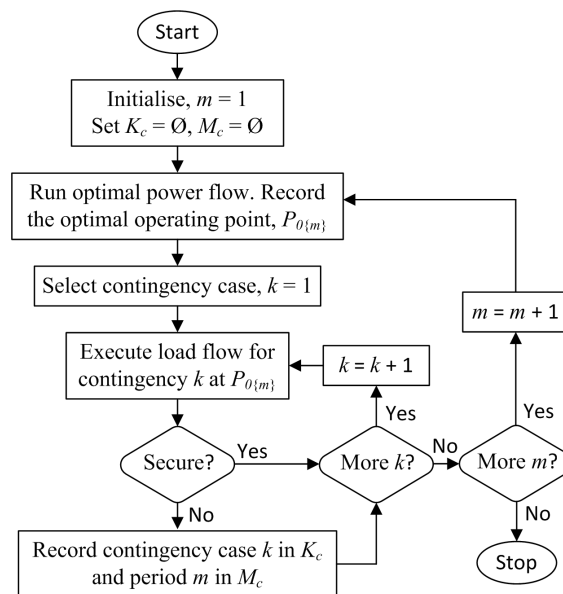 Start
Initialise, m = 1
Set K_c = Ø, M_c = Ø
Run optimal power flow. Record
the optimal operating point, P_0{m}
Select contingency case, k = 1
m = m + 1
Execute load flow for
contingency k at P_0{m}
k = k + 1
Yes
Yes
Secure?
Yes
More k?
No
More m?
No
No
Record contingency case k in K_c
and period m in M_c
Stop